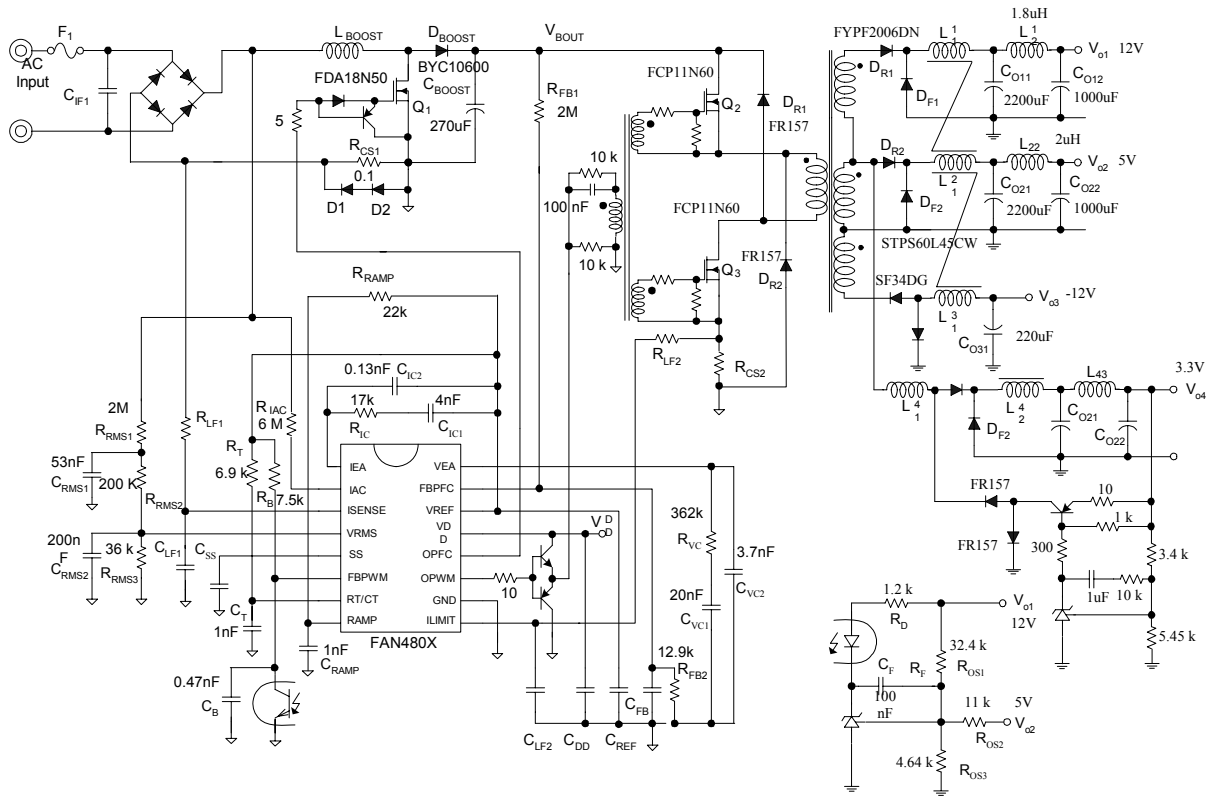 F1
AC
Input
CIF1
LBOOST
DBOOST
BYC10600
VBOUT
FDA18N50
CBOOST
Q1
270uF
5
RCS1
0.1
D1 D2
RFB1
2M
FCP11N60
Q2
DR1
FR157
10 k
100 nF
10 k
FCP11N60
Q3
FR157
DR2
RLF2
RCS2
FYPF2006DN
DR1
DF1
L11
1.8uH
L12
Vo1 12V
CO11
2200uF
CO12
1000uF
DR2
DF2
L21
2uH
L22
Vo2 5V
CO21
2200uF
CO22
1000uF
STPS60L45CW
SF34DG
L31
Vo3 -12V
CO31
220uF
L41
DF2
L42
L43
3.3V
Vo4
CO21
CO22
FR157
FR157
10
1 k
300
3.4 k
1uF
10 k
5.45 k
RRAMP
22k
0.13nF
CIC2
17k
RIC
4nF
CIC1
2M
RRMS1
RLF1
RIAC
6 M
RT
6.9 k
RB
7.5k
53nF
CRMS1
200 K
RRMS2
200n
F
CRMS2
36 k
RRMS3
CLF1
CSS
CT
1nF
1nF
CRAMP
0.47nF
CB
IEA
IAC
ISENSE
VRMS
SS
FBPWM
RT/CT
RAMP
VEA
FBPFC
VREF
VD
D
OPFC
OPWM
GND
ILIMIT
FAN480X
VDD
10
362k
RVC
3.7nF
CVC2
20nF
CVC1
12.9k
RFB2
CFB
CLF2
CDD
CREF
1.2 k
RD
Vo1
12V
32.4 k
ROS1
CF
RF
100
nF
11 k
5V
ROS2
Vo2
4.64 k
ROS3